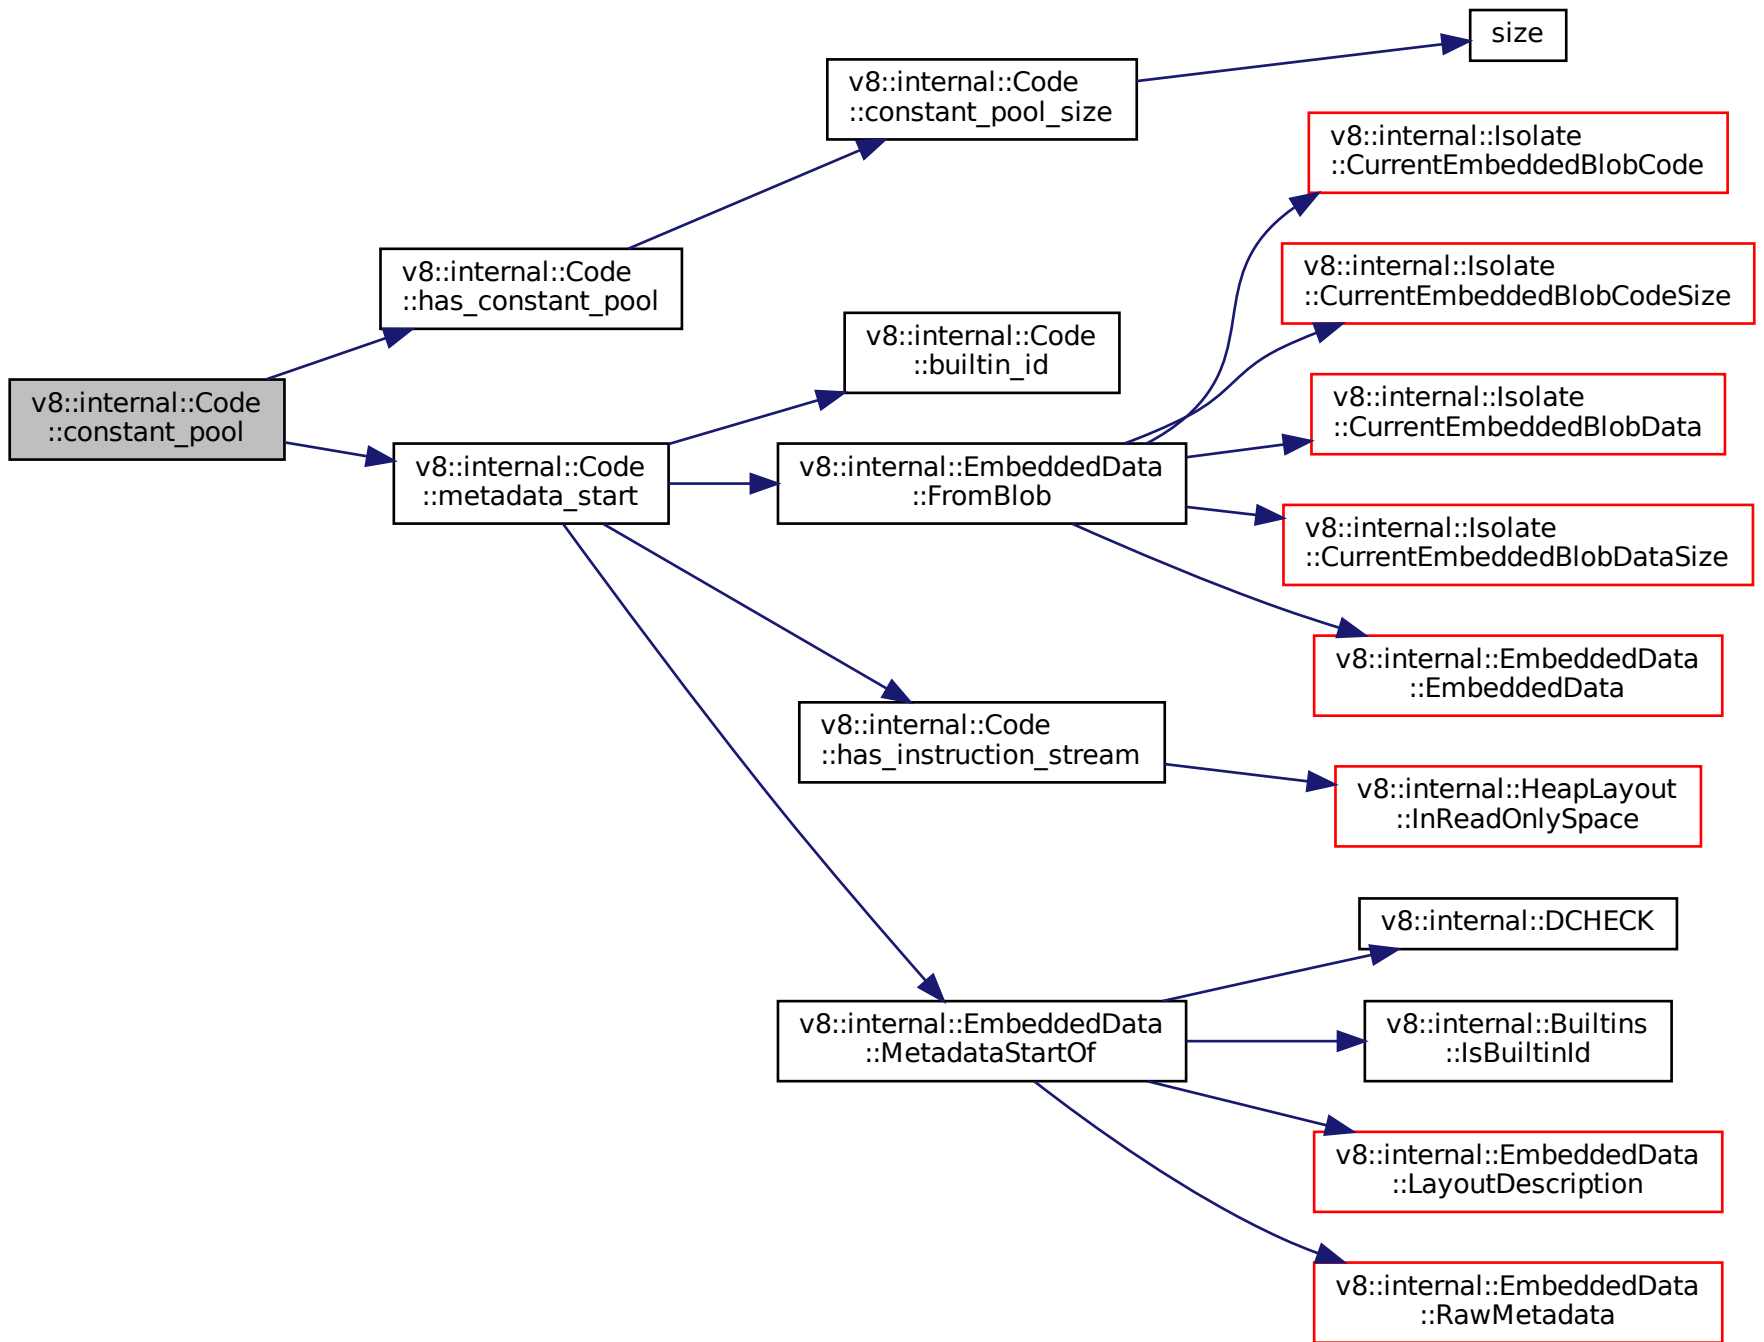 v8::internal::Code
::constant_pool
v8::internal::Code
::has_constant_pool
v8::internal::Code
::metadata_start
v8::internal::Code
::constant_pool_size
v8::internal::Code
::builtin_id
v8::internal::EmbeddedData
::FromBlob
v8::internal::Code
::has_instruction_stream
v8::internal::EmbeddedData
::MetadataStartOf
size
v8::internal::Isolate
::CurrentEmbeddedBlobCode
v8::internal::Isolate
::CurrentEmbeddedBlobCodeSize
v8::internal::Isolate
::CurrentEmbeddedBlobData
v8::internal::Isolate
::CurrentEmbeddedBlobDataSize
v8::internal::EmbeddedData
::EmbeddedData
v8::internal::HeapLayout
::InReadOnlySpace
v8::internal::DCHECK
v8::internal::Builtins
::IsBuiltinId
v8::internal::EmbeddedData
::LayoutDescription
v8::internal::EmbeddedData
::RawMetadata